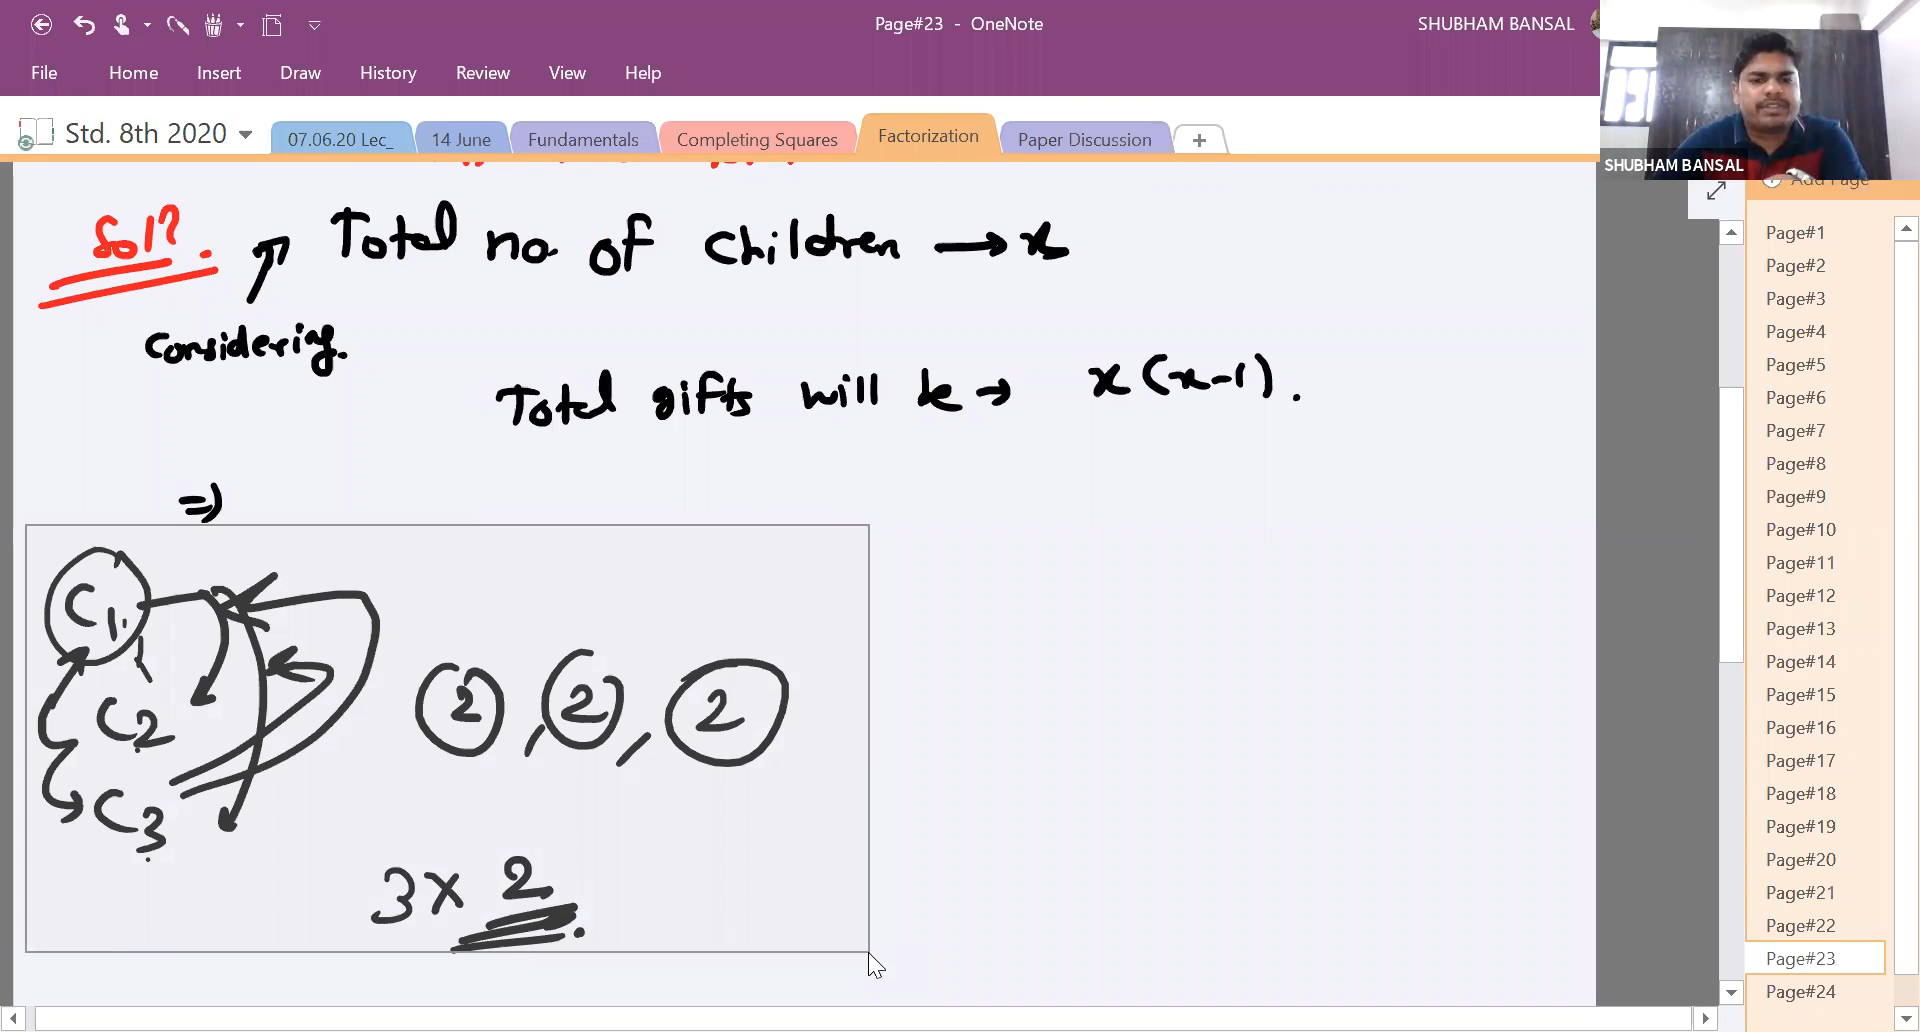 Page#23 - OneNote
SHUBHAM BANSAL
File Home Insert Draw History Review View Help
Std. 8th 2020
07.06.20 Lec_ 14 June Fundamentals Completing Squares Factorization Paper Discussion +
SHUBHAM BANSAL
Add Page
Soln.
Total no. of children → x
Considering.
Total gifts will be → x(x-1).
=>
C1.
C2
C3
2, 2, 2
3 x 2.
Page#1
Page#2
Page#3
Page#4
Page#5
Page#6
Page#7
Page#8
Page#9
Page#10
Page#11
Page#12
Page#13
Page#14
Page#15
Page#16
Page#17
Page#18
Page#19
Page#20
Page#21
Page#22
Page#23
Page#24